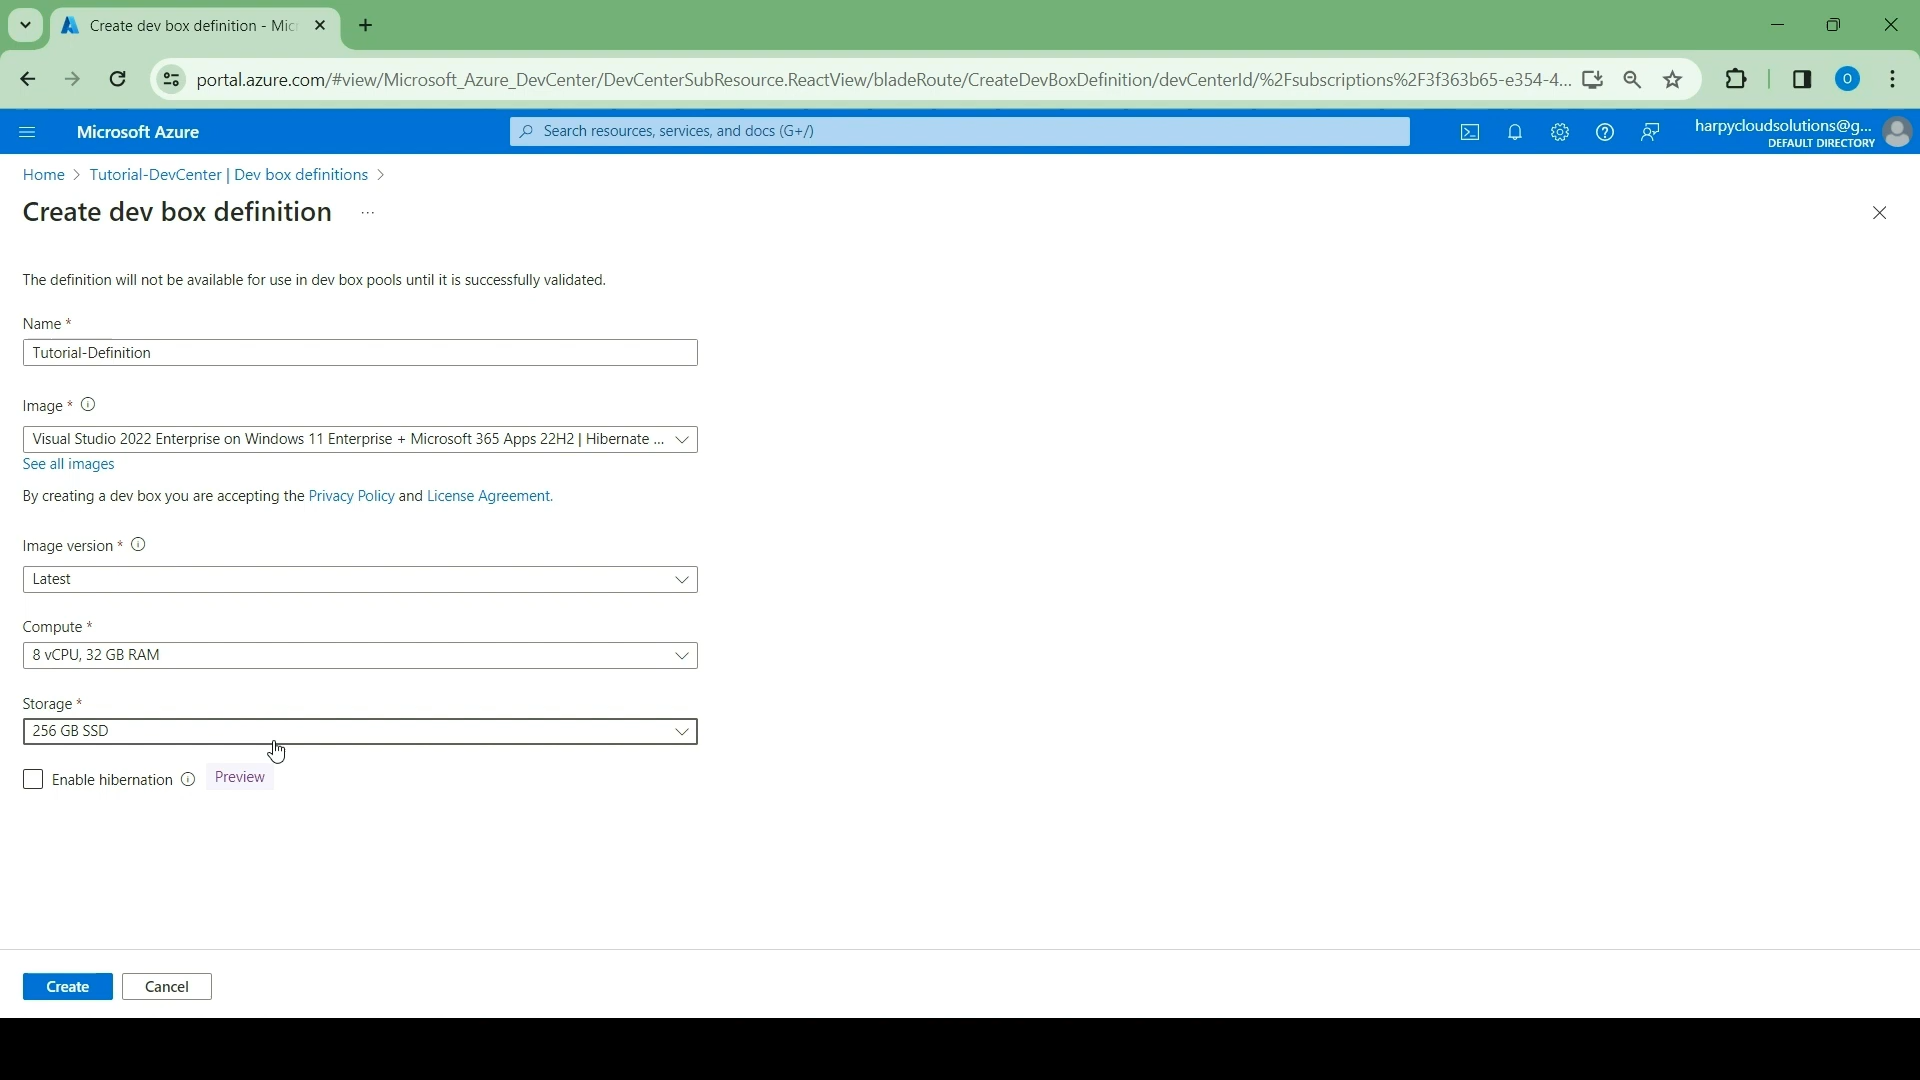 Create dev box definition - Mic
portal.azure.com/#view/Microsoft_Azure_DevCenter/DevCenterSubResource.ReactView/bladeRoute/CreateDevBoxDefinition/devCenterId/%2Fsubscriptions%2F3f363b65-e354-4...
O
Microsoft Azure
Search resources, services, and docs (G+/)
harpycloudsolutions@g...
DEFAULT DIRECTORY
Home > Tutorial-DevCenter | Dev box definitions >
Create dev box definition ...
The definition will not be available for use in dev box pools until it is successfully validated.
Name *
Tutorial-Definition
Image *
Visual Studio 2022 Enterprise on Windows 11 Enterprise + Microsoft 365 Apps 22H2 | Hibernate ...
See all images
By creating a dev box you are accepting the Privacy Policy and License Agreement.
Image version *
Latest
Compute *
8 vCPU, 32 GB RAM
Storage *
256 GB SSD
Enable hibernation Preview
Create Cancel